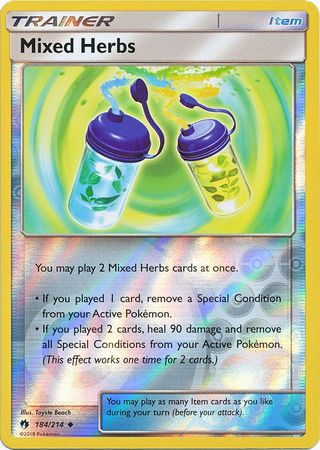 TRAINER
Item
Mixed Herbs
You may play 2 Mixed Herbs cards at once.
• If you played 1 card, remove a Special Condition
from your Active Pokémon.
• If you played 2 cards, heal 90 damage and remove
all Special Conditions from your Active Pokémon.
(This effect works one time for 2 cards.)
You may play as many Item cards as you like
during your turn (before your attack).
Illus. Toyste Beach
184/214 ◆
©2018 Pokémon